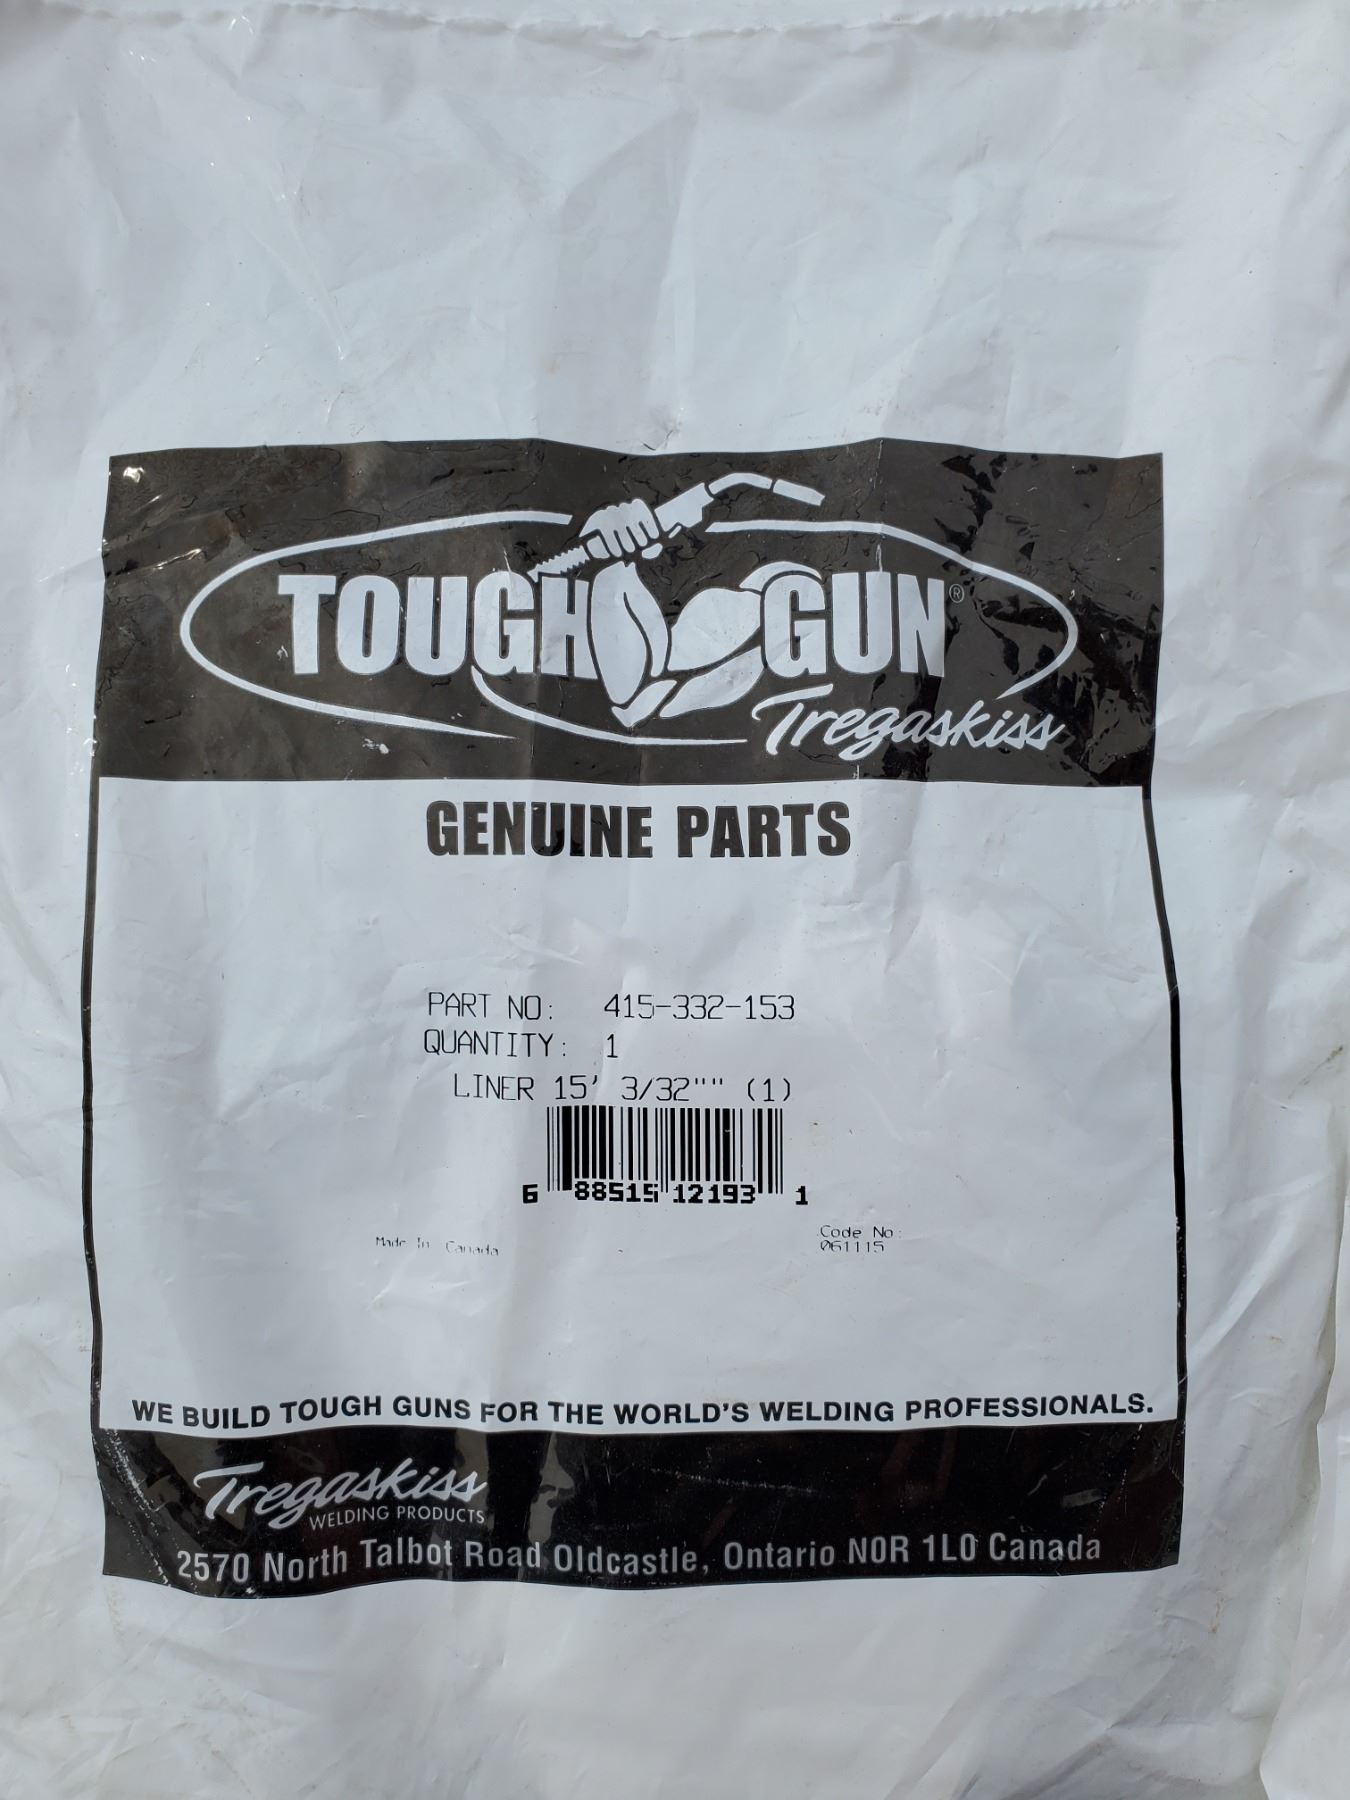 TOUGH GUN®
Tregaskiss
GENUINE PARTS
PART NO: 415-332-153
QUANTITY: 1
LINER 15' 3/32"" (1)
6 88515 12193 1
Made In Canada
Code No:
061115
WE BUILD TOUGH GUNS FOR THE WORLD'S WELDING PROFESSIONALS.
Tregaskiss
WELDING PRODUCTS
2570 North Talbot Road Oldcastle, Ontario N0R 1L0 Canada